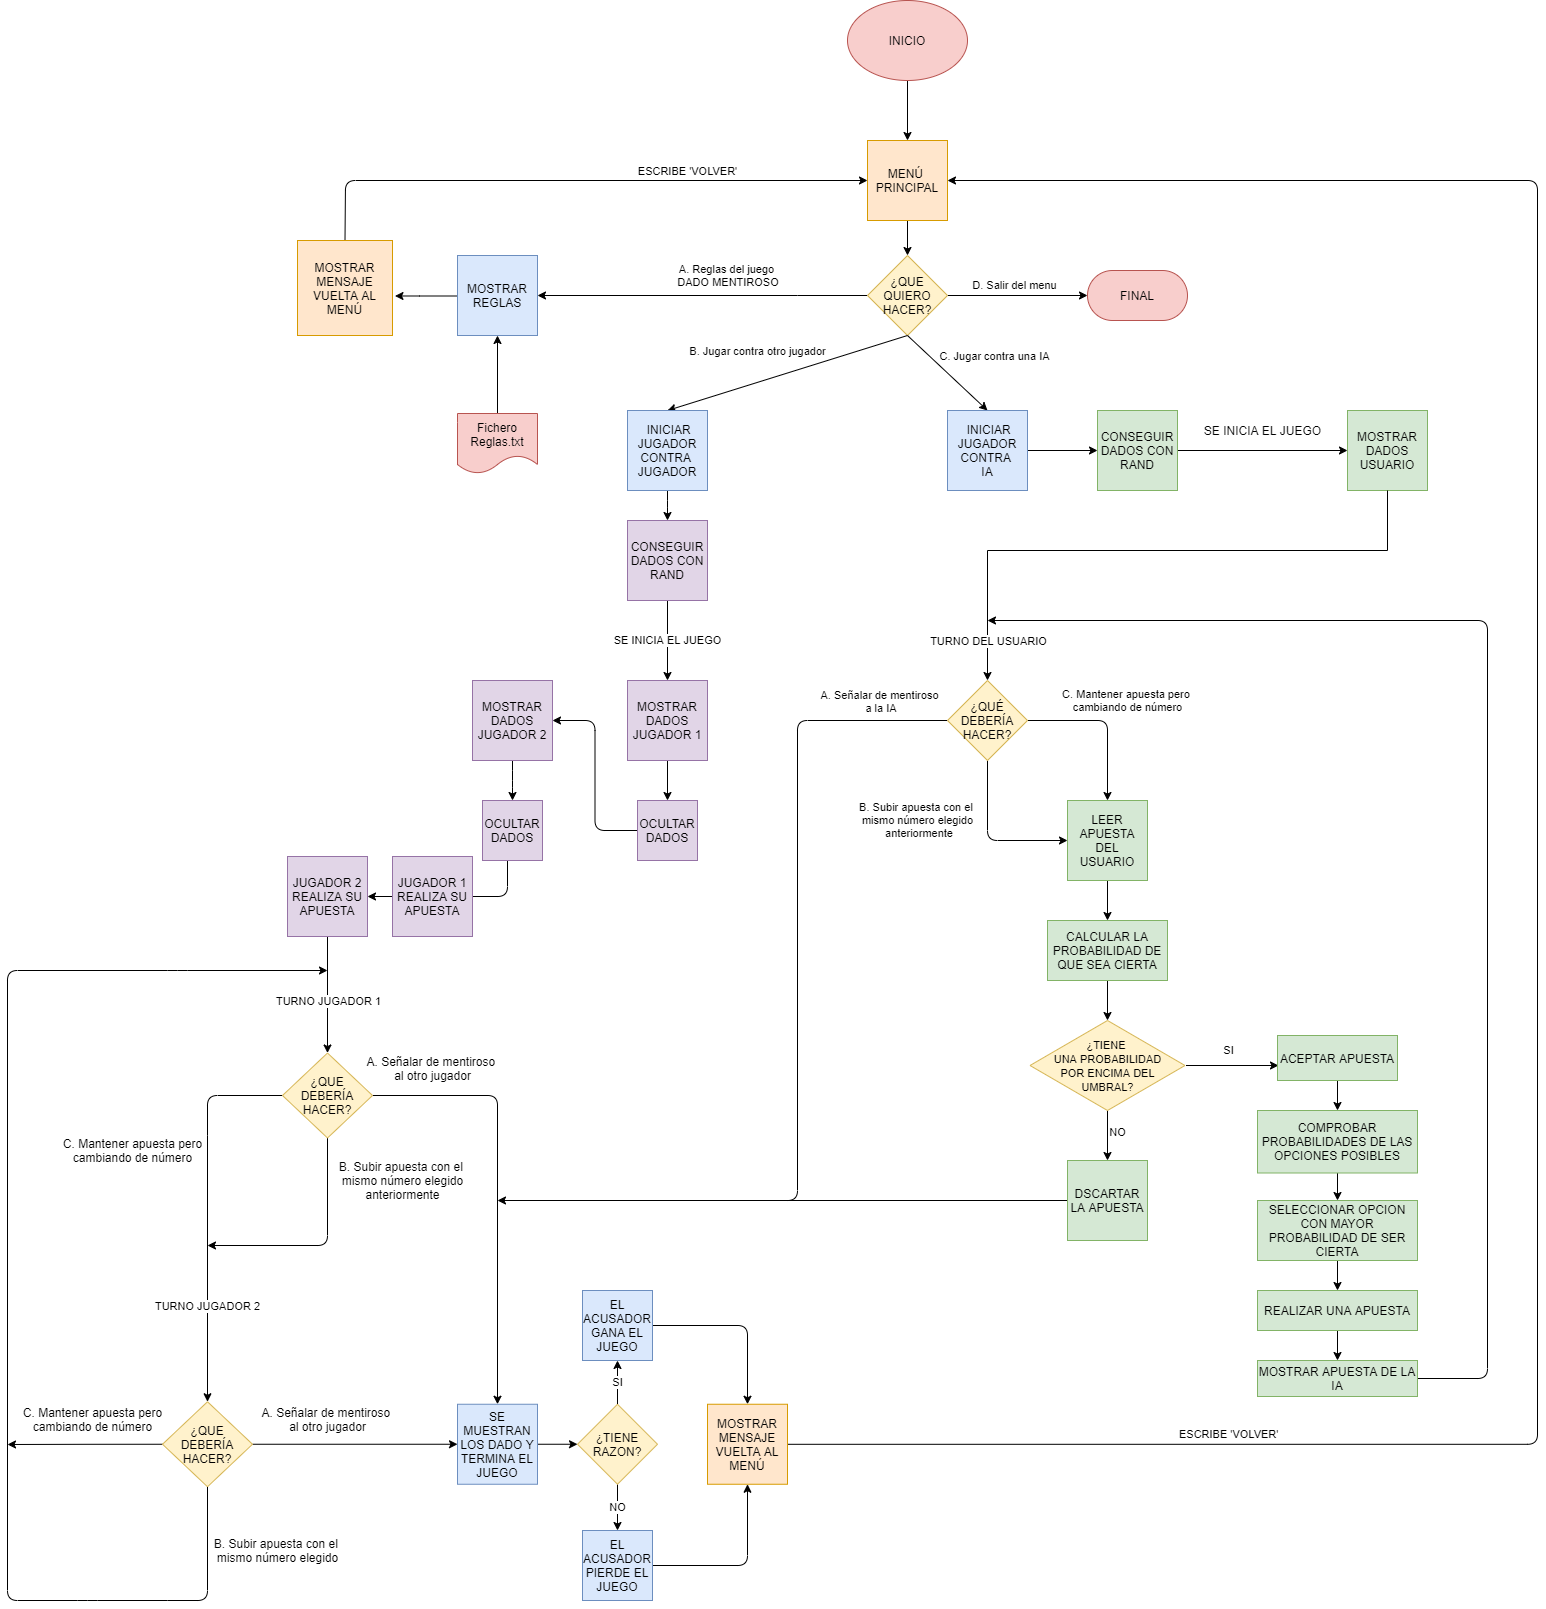 INICIO
MENÚ
PRINCIPAL
ESCRIBE 'VOLVER'
MOSTRAR
MENSAJE
VUELTA AL
MENÚ
MOSTRAR
REGLAS
A. Reglas del juego
DADO MENTIROSO
¿QUE
QUIERO
HACER?
D. Salir del menu
FINAL
Fichero
Reglas.txt
B. Jugar contra otro jugador
C. Jugar contra una IA
INICIAR
JUGADOR
CONTRA
JUGADOR
INICIAR
JUGADOR
CONTRA
IA
CONSEGUIR
DADOS CON
RAND
SE INICIA EL JUEGO
MOSTRAR
DADOS
USUARIO
CONSEGUIR
DADOS CON
RAND
SE INICIA EL JUEGO
TURNO DEL USUARIO
MOSTRAR
DADOS
JUGADOR 2
MOSTRAR
DADOS
JUGADOR 1
A. Señalar de mentiroso
a la IA
¿QUÉ
DEBERÍA
HACER?
C. Mantener apuesta pero
cambiando de número
OCULTAR
DADOS
OCULTAR
DADOS
B. Subir apuesta con el
mismo número elegido
anteriormente
LEER
APUESTA
DEL
USUARIO
JUGADOR 2
REALIZA SU
APUESTA
JUGADOR 1
REALIZA SU
APUESTA
CALCULAR LA
PROBABILIDAD DE
QUE SEA CIERTA
TURNO JUGADOR 1
¿QUE
DEBERÍA
HACER?
A. Señalar de mentiroso
al otro jugador
¿TIENE
UNA PROBABILIDAD
POR ENCIMA DEL
UMBRAL?
SI
ACEPTAR APUESTA
C. Mantener apuesta pero
cambiando de número
B. Subir apuesta con el
mismo número elegido
anteriormente
NO
COMPROBAR
PROBABILIDADES DE LAS
OPCIONES POSIBLES
DSCARTAR
LA APUESTA
SELECCIONAR OPCION
CON MAYOR
PROBABILIDAD DE SER
CIERTA
TURNO JUGADOR 2
EL
ACUSADOR
GANA EL
JUEGO
REALIZAR UNA APUESTA
SI
MOSTRAR APUESTA DE LA
IA
C. Mantener apuesta pero
cambiando de número
¿QUE
DEBERÍA
HACER?
A. Señalar de mentiroso
al otro jugador
SE
MUESTRAN
LOS DADO Y
TERMINA EL
JUEGO
¿TIENE
RAZON?
MOSTRAR
MENSAJE
VUELTA AL
MENÚ
ESCRIBE 'VOLVER'
NO
B. Subir apuesta con el
mismo número elegido
EL
ACUSADOR
PIERDE EL
JUEGO